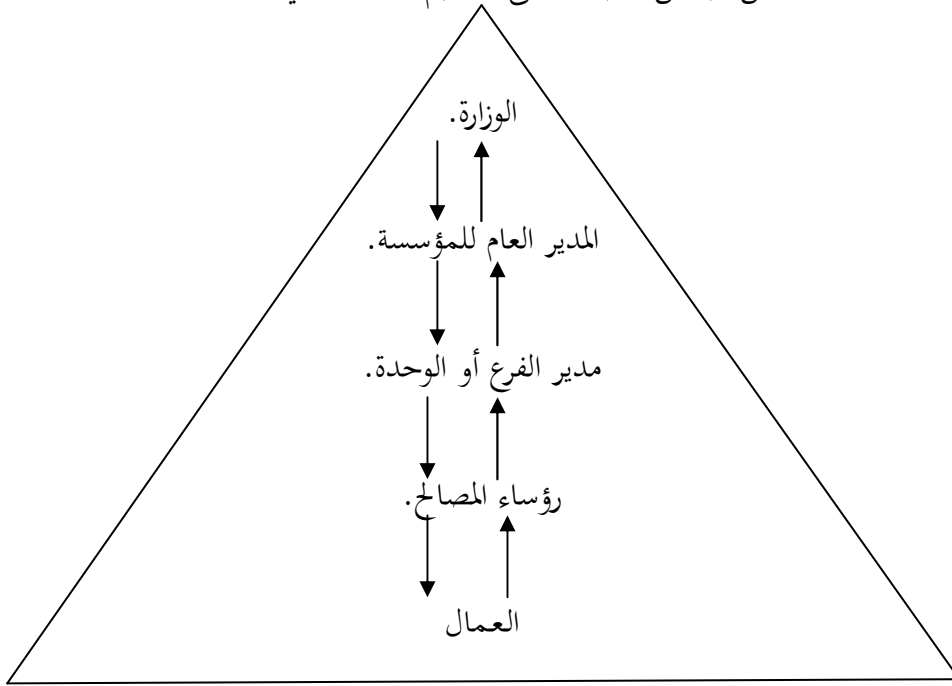 الوزارة.
المدير العام للمؤسسة.
مدير الفرع أو الوحدة.
رؤساء المصالح.
العمال